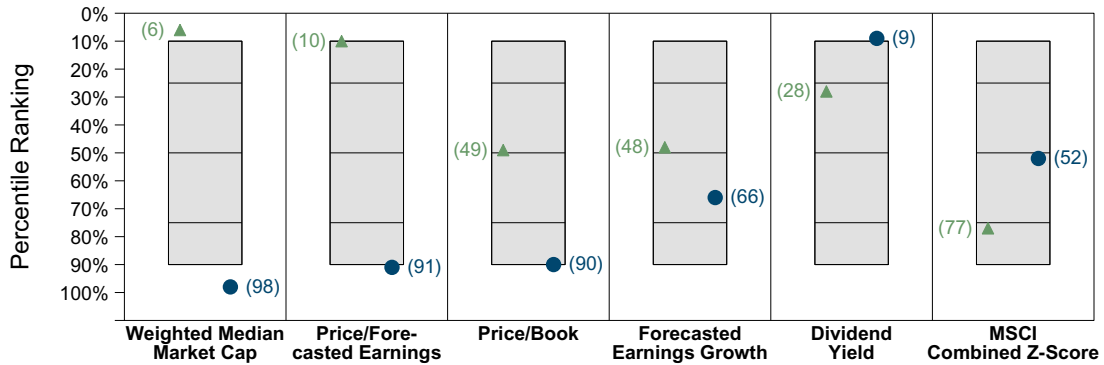 Percentile Ranking
0%
10%
20%
30%
40%
50%
60%
70%
80%
90%
100%
(6)
(98)
(10)
(91)
(49)
(90)
(48)
(66)
(28)
(9)
(77)
(52)
Weighted Median
Market Cap
Price/Fore-
casted Earnings
Price/Book
Forecasted
Earnings Growth
Dividend
Yield
MSCI
Combined Z-Score